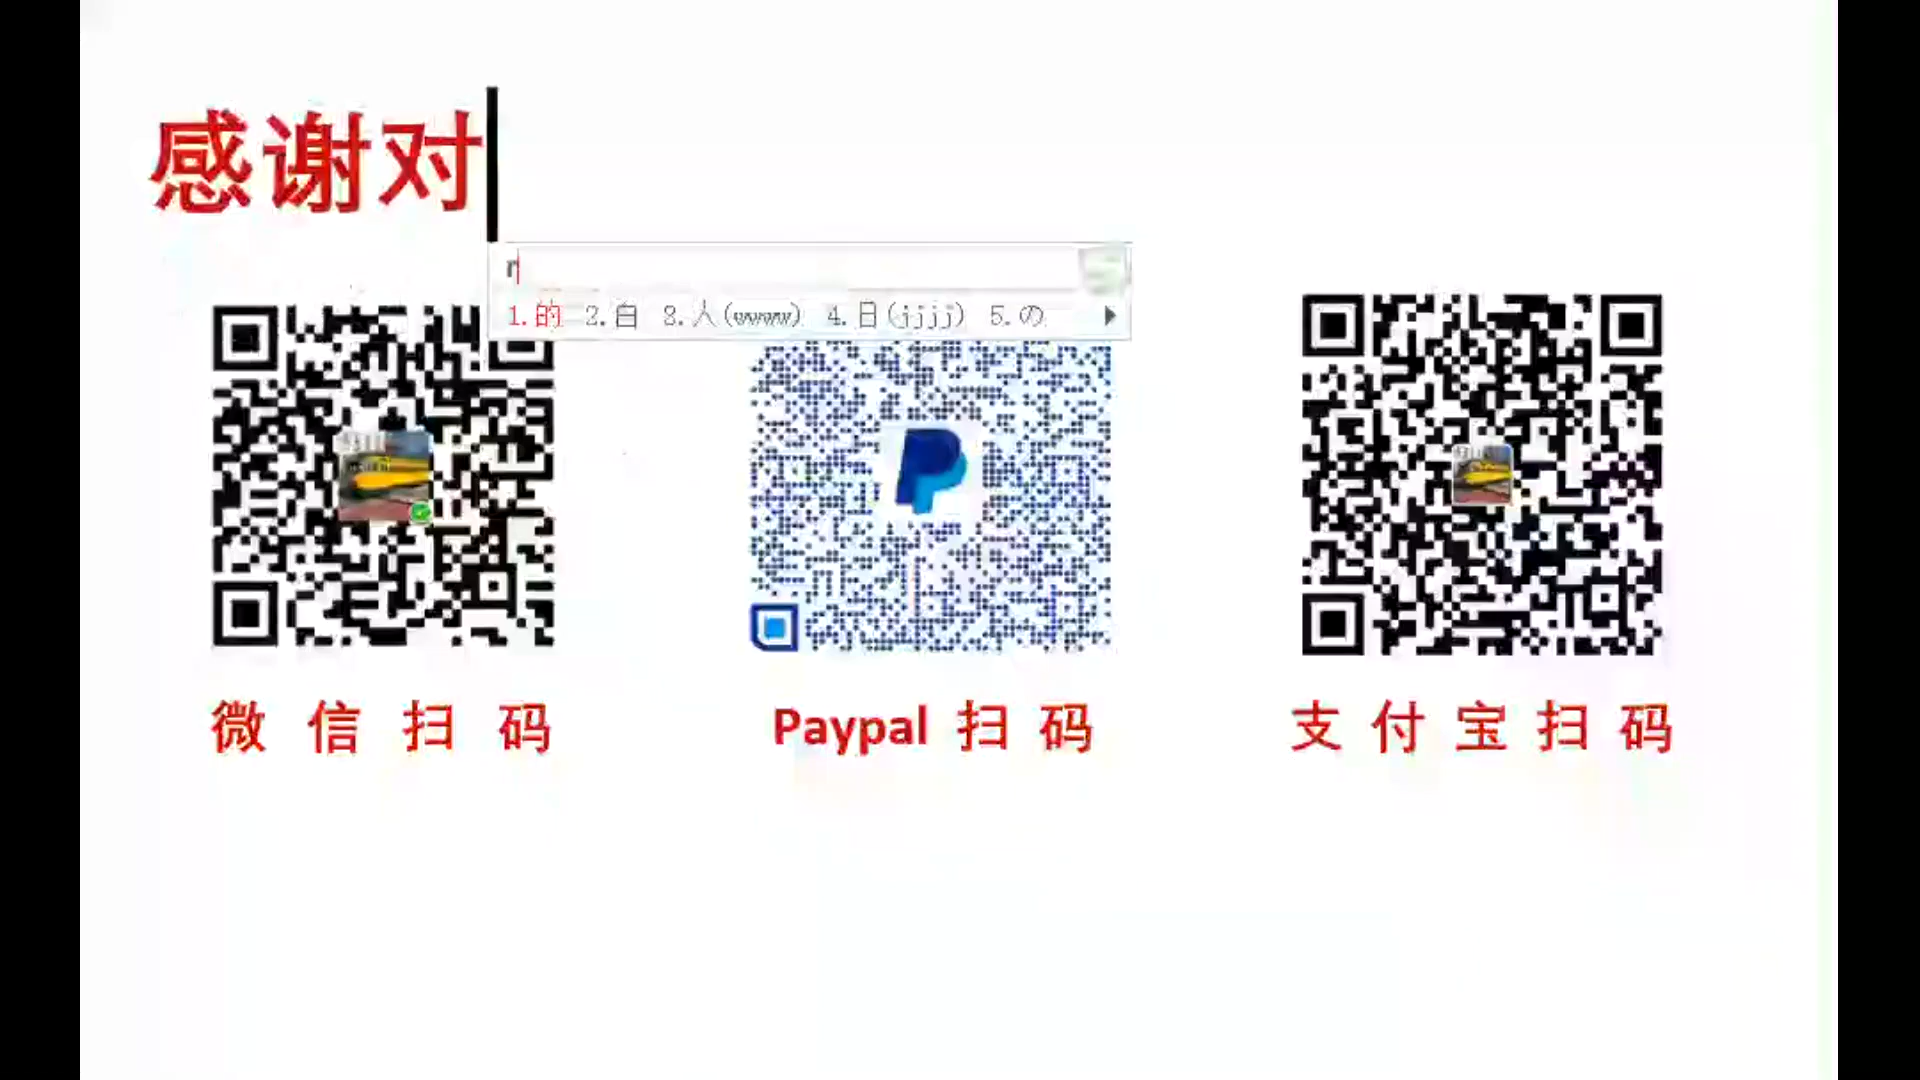 感谢对
r
1.的 2.白 3.人(wwww) 4.日(jjjj) 5.の
微信扫码
Paypal 扫码
支付宝扫码